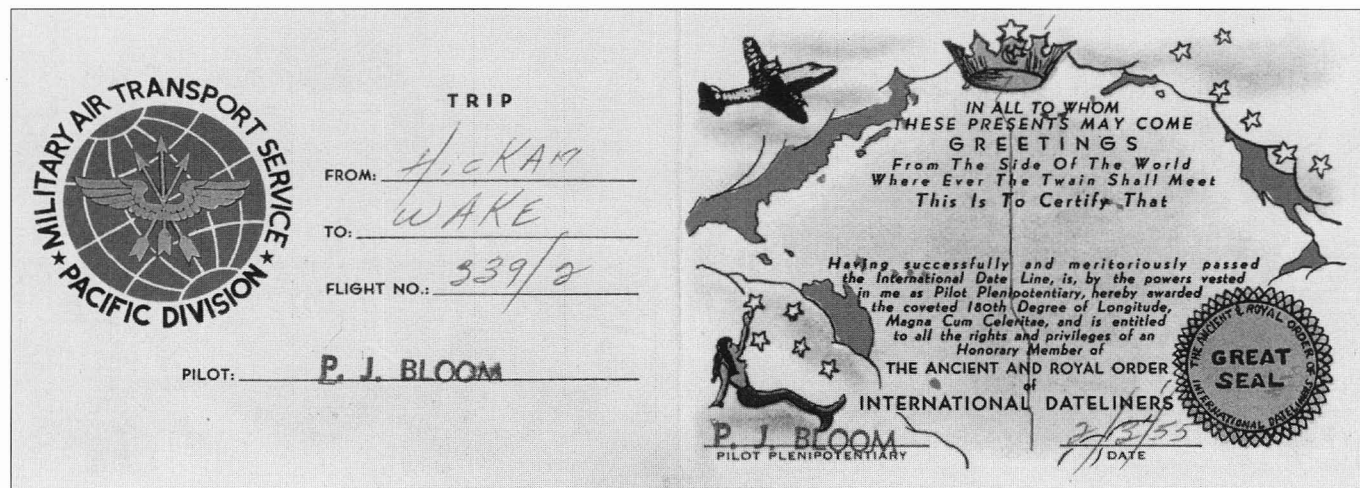 MILITARY AIR TRANSPORT SERVICE
★ PACIFIC DIVISION ★
TRIP
FROM: HICKAM
TO: WAKE
FLIGHT NO.: 339/2
PILOT: P. J. BLOOM
IN ALL TO WHOM
THESE PRESENTS MAY COME
GREETINGS
From The Side Of The World
Where Ever The Twain Shall Meet
This Is To Certify That
Having successfully and meritoriously passed
the International Date Line, is, by the powers vested
in me as Pilot Plenipotentiary, hereby awarded
the coveted 180th Degree of Longitude,
Magna Cum Celeritae, and is entitled
to all the rights and privileges of an
Honorary Member of
THE ANCIENT AND ROYAL ORDER
of
INTERNATIONAL DATELINERS
P. J. BLOOM
PILOT PLENIPOTENTIARY
2/3/55
DATE
THE ANCIENT & ROYAL ORDER OF
INTERNATIONAL DATELINERS
GREAT
SEAL